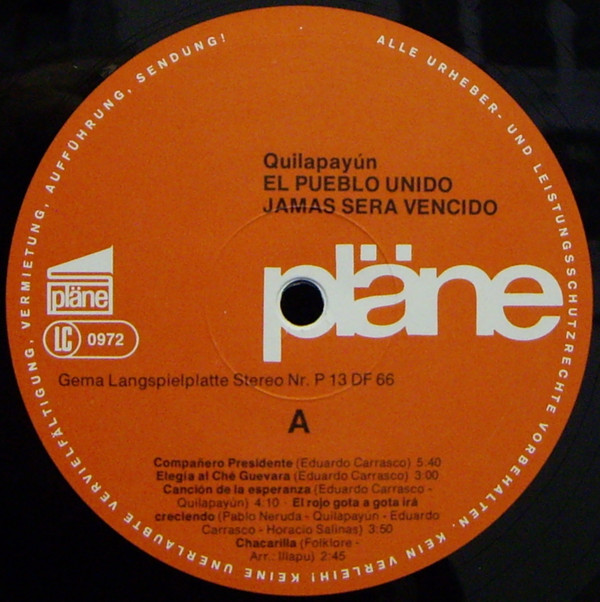 ALLE URHEBER- UND LEISTUNGSSCHUTZRECHTE VORBEHALTEN. KEIN VERLEIH! KEINE UNERLAUBTE VERVIELFÄLTIGUNG, VERMIETUNG, AUFFÜHRUNG, SENDUNG!
Quilapayún
EL PUEBLO UNIDO
JAMAS SERA VENCIDO
pläne
pläne
LC 0972
Gema Langspielplatte Stereo Nr. P 13 DF 66
A
Compañero Presidente (Eduardo Carrasco) 5:40
Elegia al Ché Guevara (Eduardo Carrasco) 3:00
Canción de la esperanza (Eduardo Carrasco -
Quilapayún) 4:10 · El rojo gota a gota irá
creciendo (Pablo Neruda - Quilapayun - Eduardo
Carrasco - Horacio Salinas) 3:50
Chacarilla (Folklore -
Arr.: Illapu) 2:45